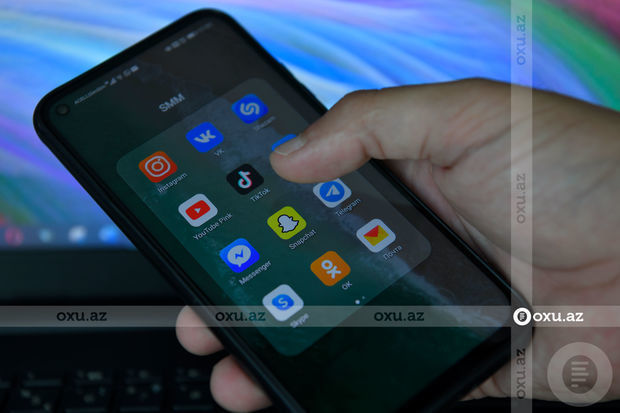 oxu.az
SMM
Instagram
VK
Shazam
YouTube Pink
TikTok
Messenger
Snapchat
Telegram
Skype
OK
Почта
oxu.az
oxu.az
oxu.az
oxu.az
oxu.az
oxu.az